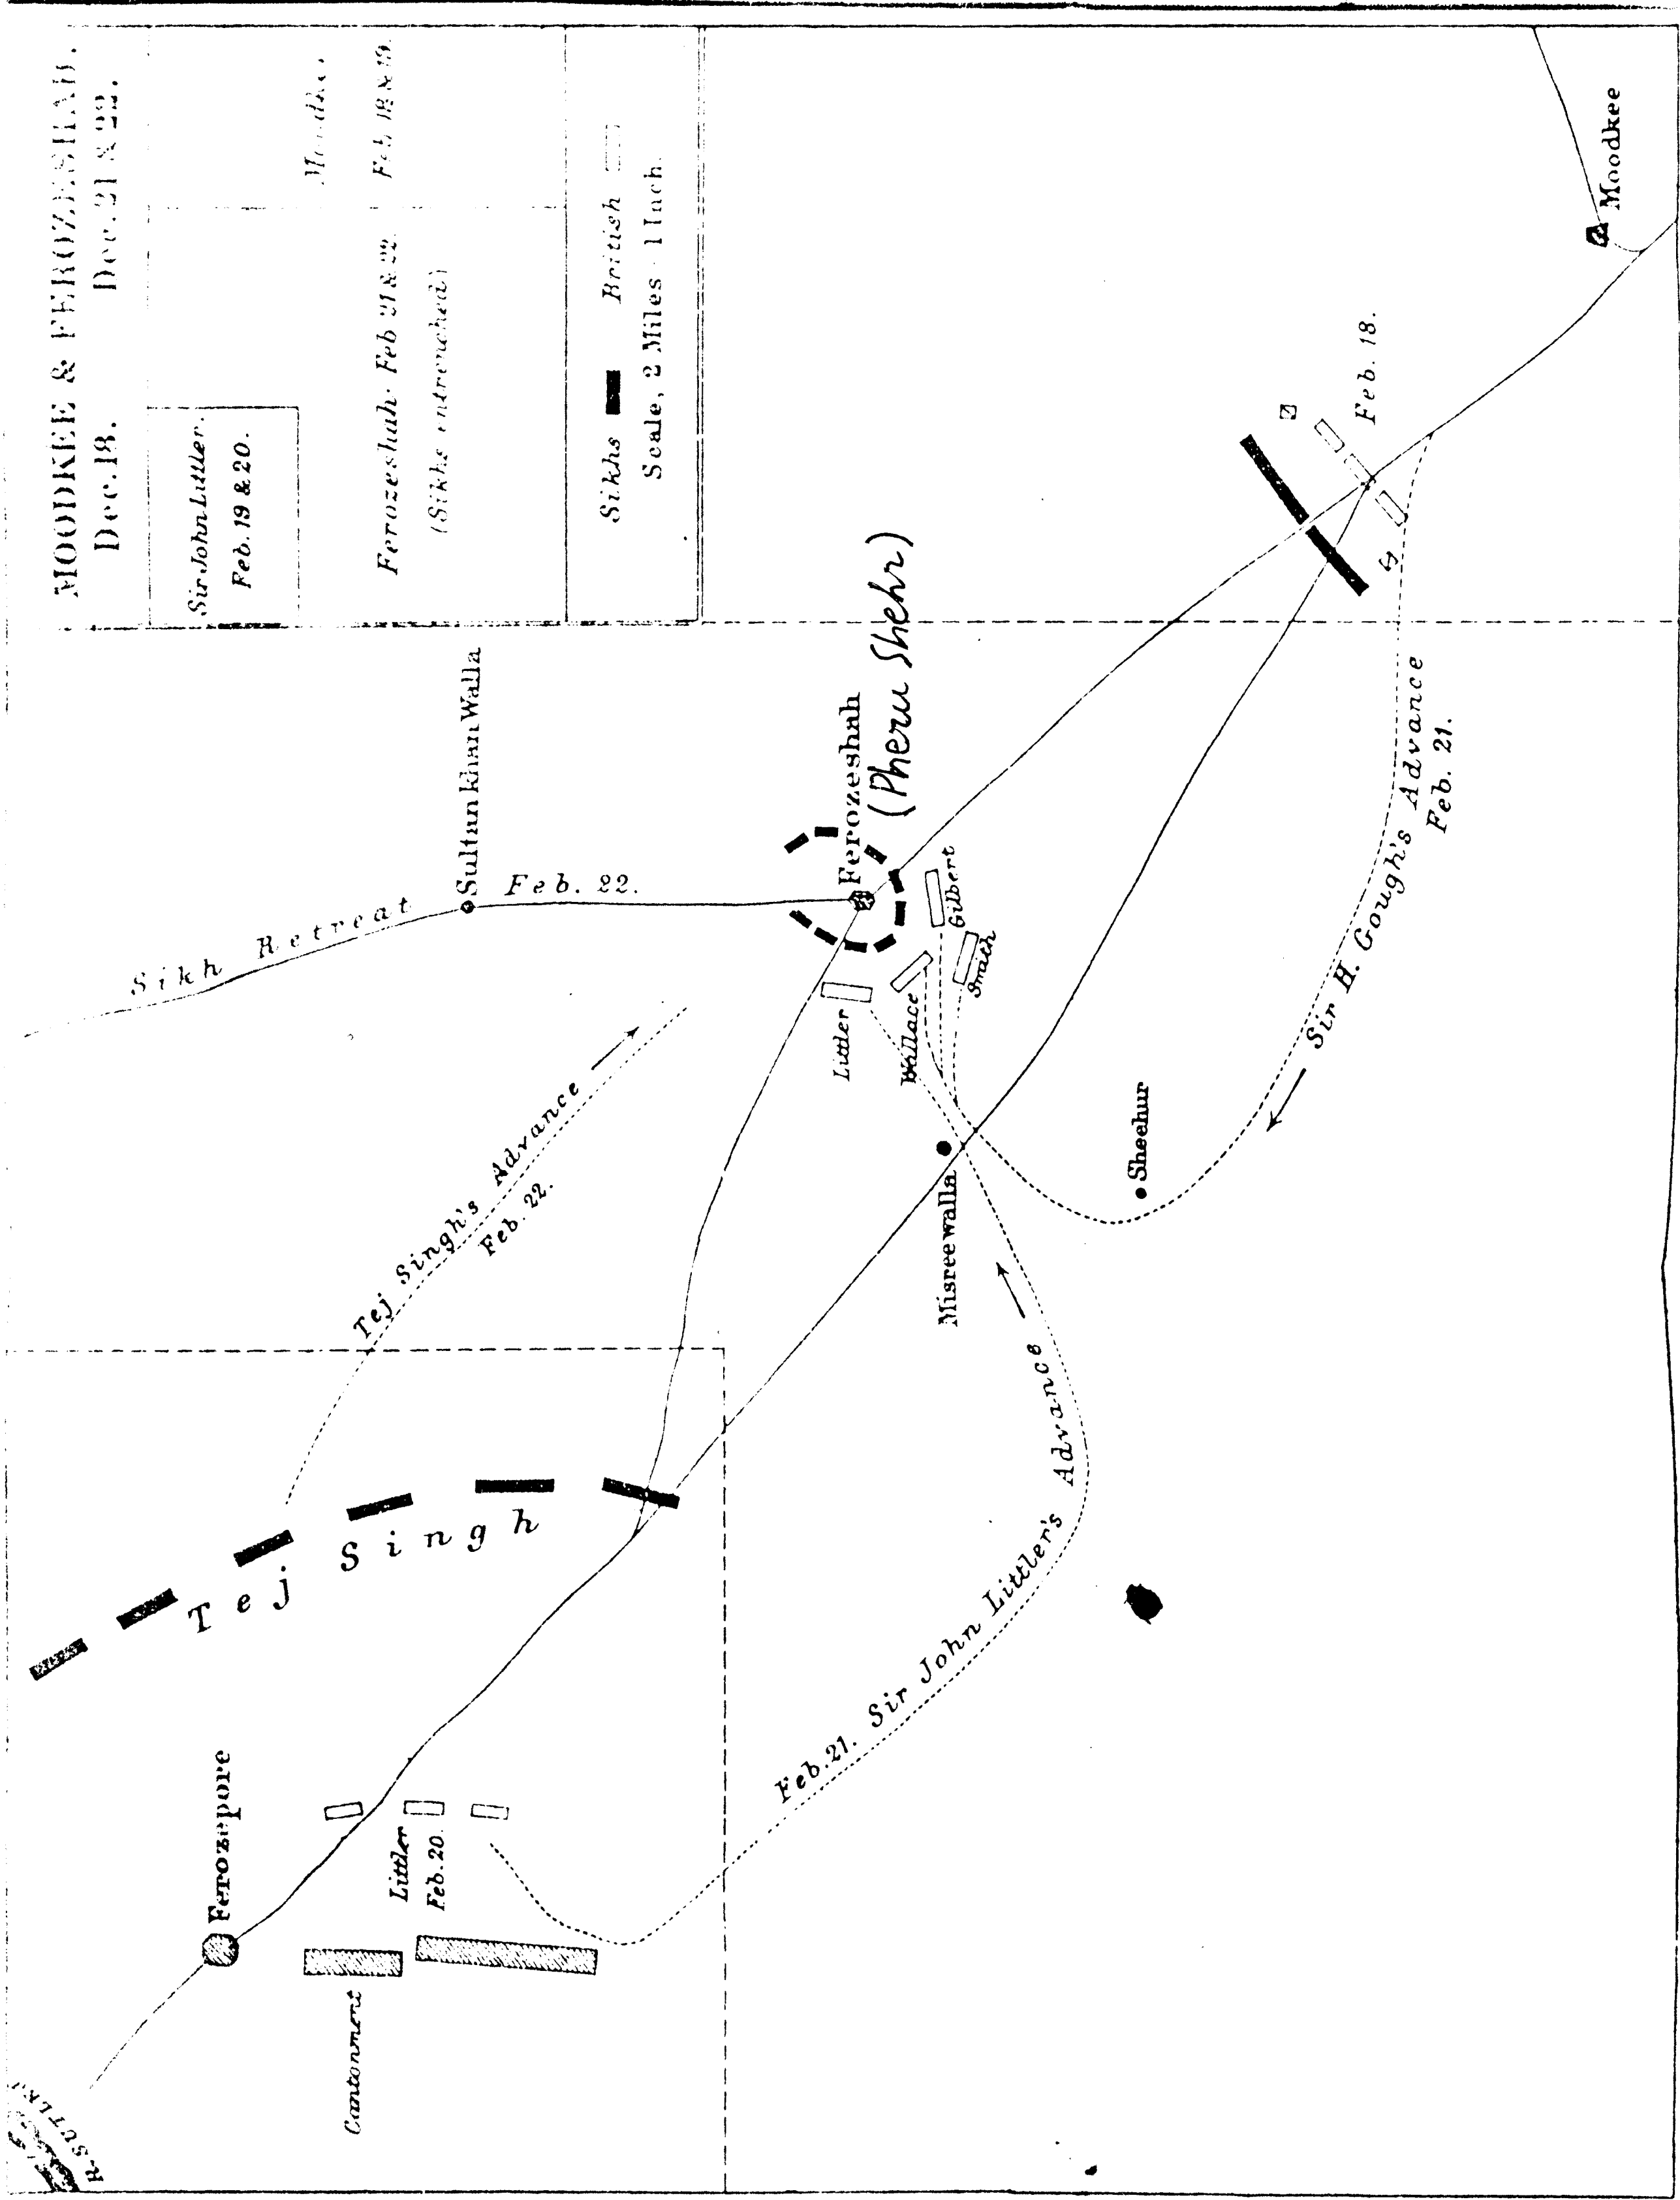 MOODKEE & FEROZESHAH.
Dec. 18. Dec. 21 & 22.
Sir John Littler.
Feb. 19 & 20.
Moodkee
Feb. 18 & 19.
Ferozeshah. Feb 21 & 22
(Sikhs entrenched)
Sikhs British
Scale, 2 Miles 1 Inch.
R. SUTLEJ
Ferozepore
Cantonment
Littler
Feb. 20.
Tej Singh
Tej Singh's Advance
Feb. 22.
Sikh Retreat
Sultankhan Walla
Feb. 22.
Ferozeshah
(Pheru Shehr)
Littler
Wallace
Gilbert
Smith
Misreewalla
Sheehur
Feb. 21. Sir John Littler's Advance
Sir H. Gough's Advance
Feb. 21.
Feb. 18.
Moodkee